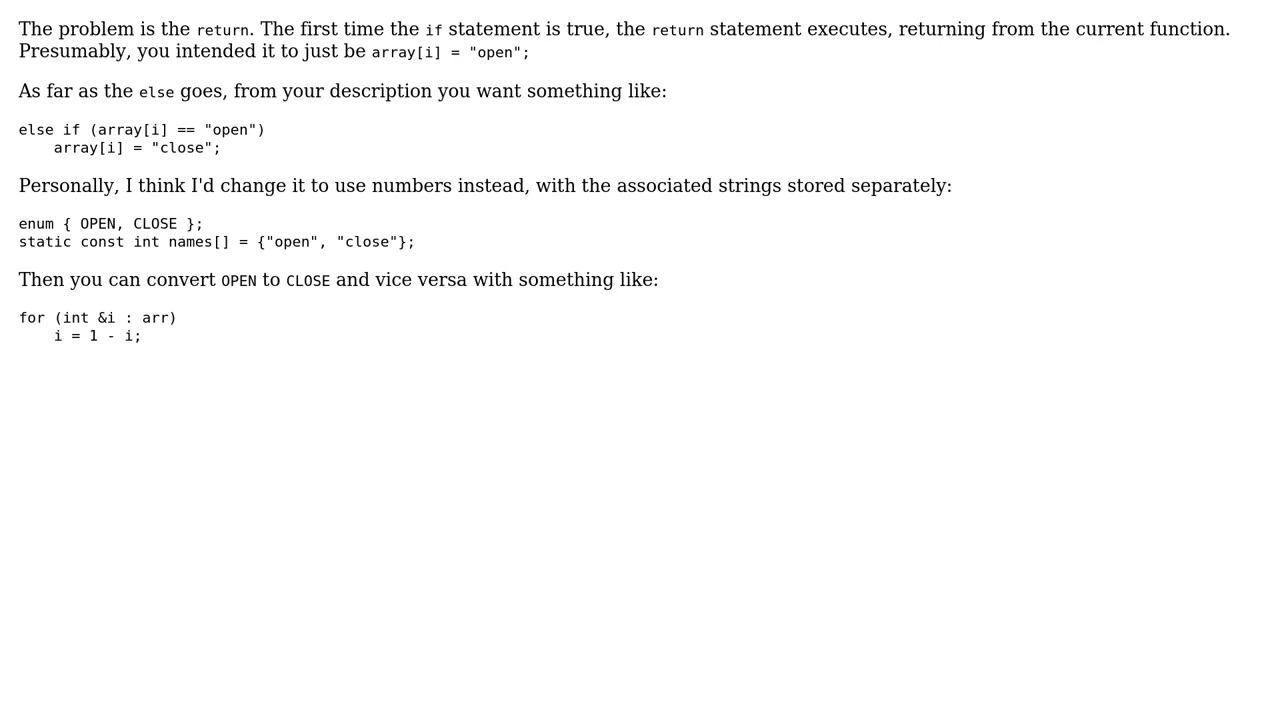 The problem is the return. The first time the if statement is true, the return statement executes, returning from the current function.
Presumably, you intended it to just be array[i] = "open";
As far as the else goes, from your description you want something like:
else if (array[i] == "open")
    array[i] = "close";
Personally, I think I'd change it to use numbers instead, with the associated strings stored separately:
enum { OPEN, CLOSE };
static const int names[] = {"open", "close"};
Then you can convert OPEN to CLOSE and vice versa with something like:
for (int &i : arr)
    i = 1 - i;